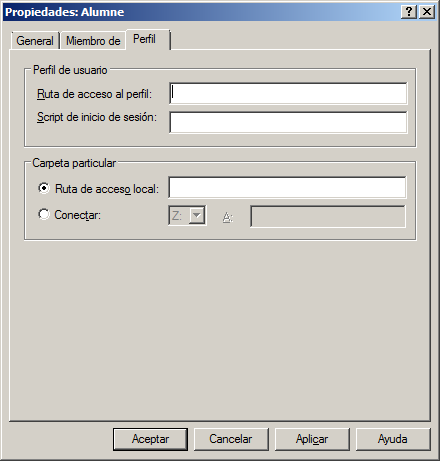 Propiedades: Alumne
General Miembro de Perfil
Perfil de usuario
Ruta de acceso al perfil:
Script de inicio de sesión:
Carpeta particular
Ruta de acceso local:
Conectar: Z: A:
Aceptar Cancelar Aplicar Ayuda